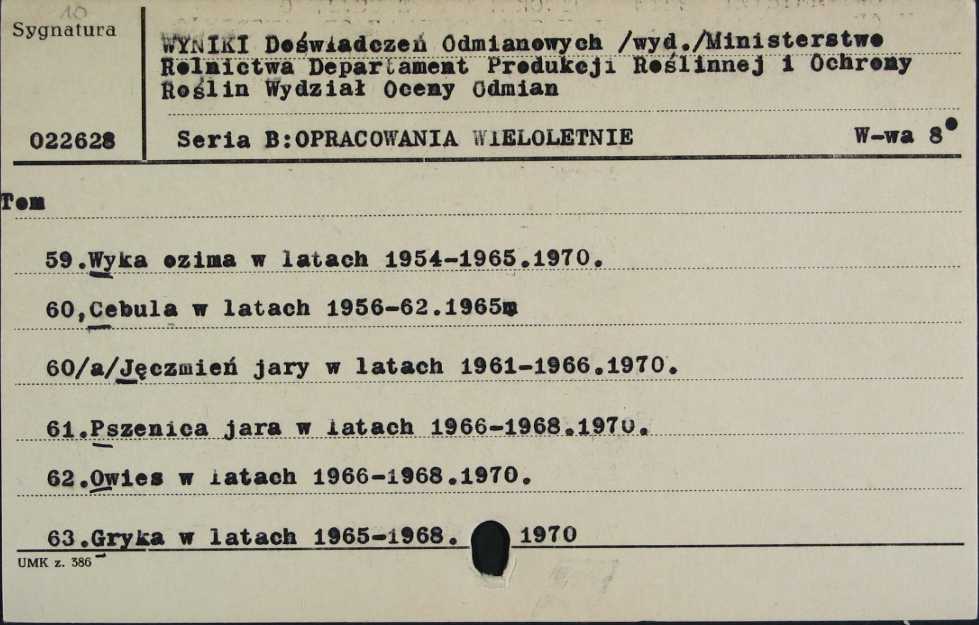 10
Sygnatura
WYNIKI Doświadczeń Odmianowych /wyd./Ministerstwo
Rolnictwa Departament Produkcji Roślinnej i Ochrony
Roślin Wydział Oceny Odmian
022628
Seria B:OPRACOWANIA WIELOLETNIE W-wa 8°
Tom
59.Wyka ozima w latach 1954-1965.1970.
60,Cebula w latach 1956-62.1965
60/a/Jęczmień jary w latach 1961-1966.1970.
61.Pszenica jara w latach 1966-1968.1970.
62.Owies w latach 1966-1968.1970.
63.Gryka w latach 1965-1968. 1970
UMK z. 386